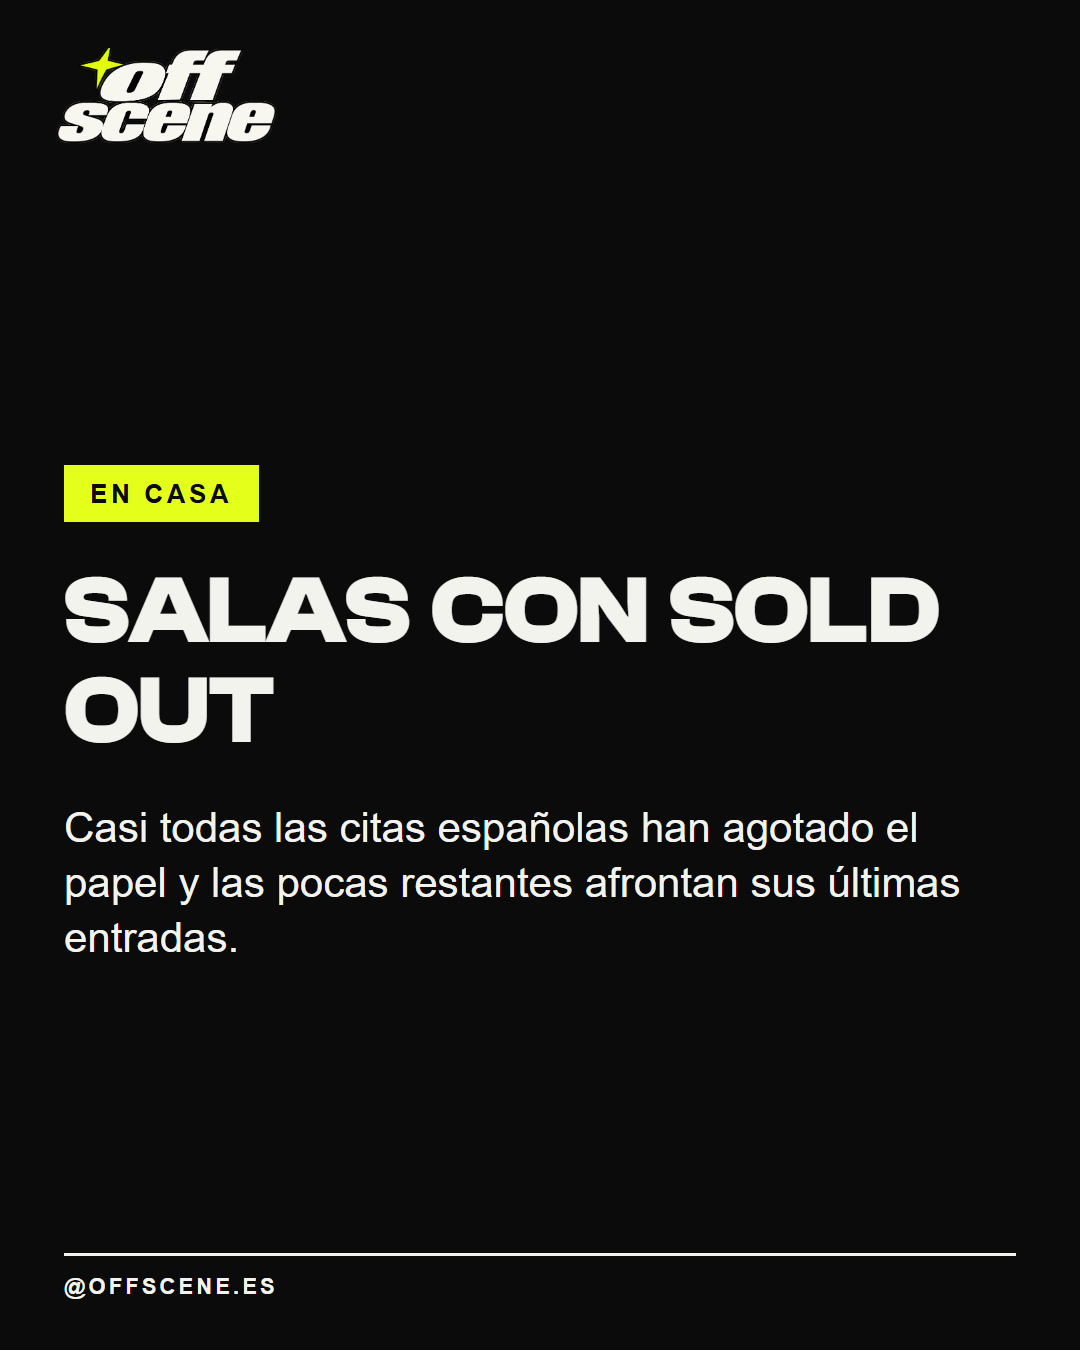 off
scene
EN CASA
SALAS CON SOLD
OUT
Casi todas las citas españolas han agotado el
papel y las pocas restantes afrontan sus últimas
entradas.
@OFFSCENE.ES